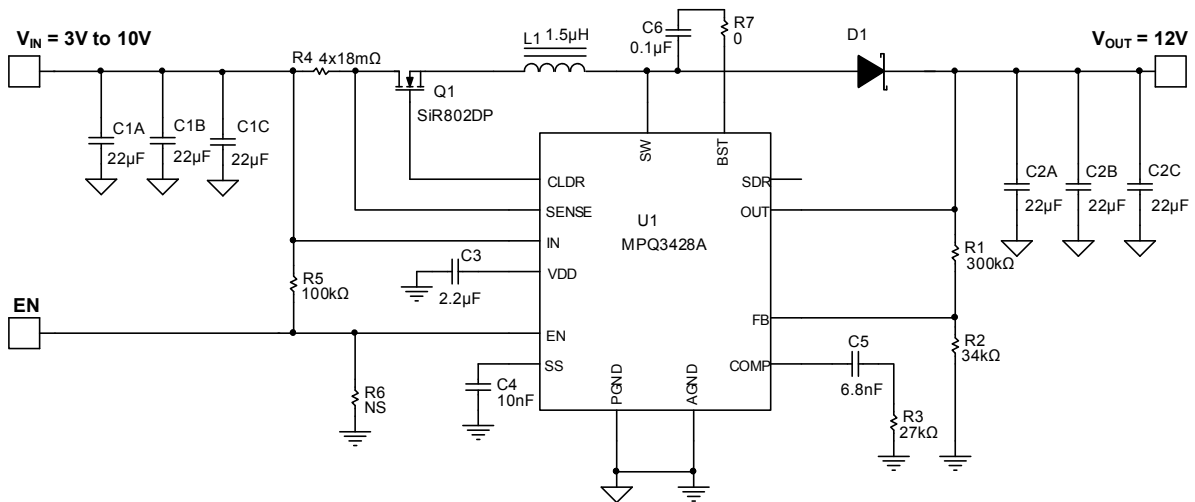 V_IN = 3V to 10V
R4 4x18mΩ
L1 1.5µH
C6
0.1µF
R7
0
D1
V_OUT = 12V
Q1
SiR802DP
C1A
22µF
C1B
22µF
C1C
22µF
SW
BST
CLDR
SENSE
IN
VDD
EN
SS
U1
MPQ3428A
SDR
OUT
FB
COMP
PGND
AGND
C2A
22µF
C2B
22µF
C2C
22µF
R1
300kΩ
R2
34kΩ
C3
2.2µF
R5
100kΩ
EN
R6
NS
C4
10nF
C5
6.8nF
R3
27kΩ